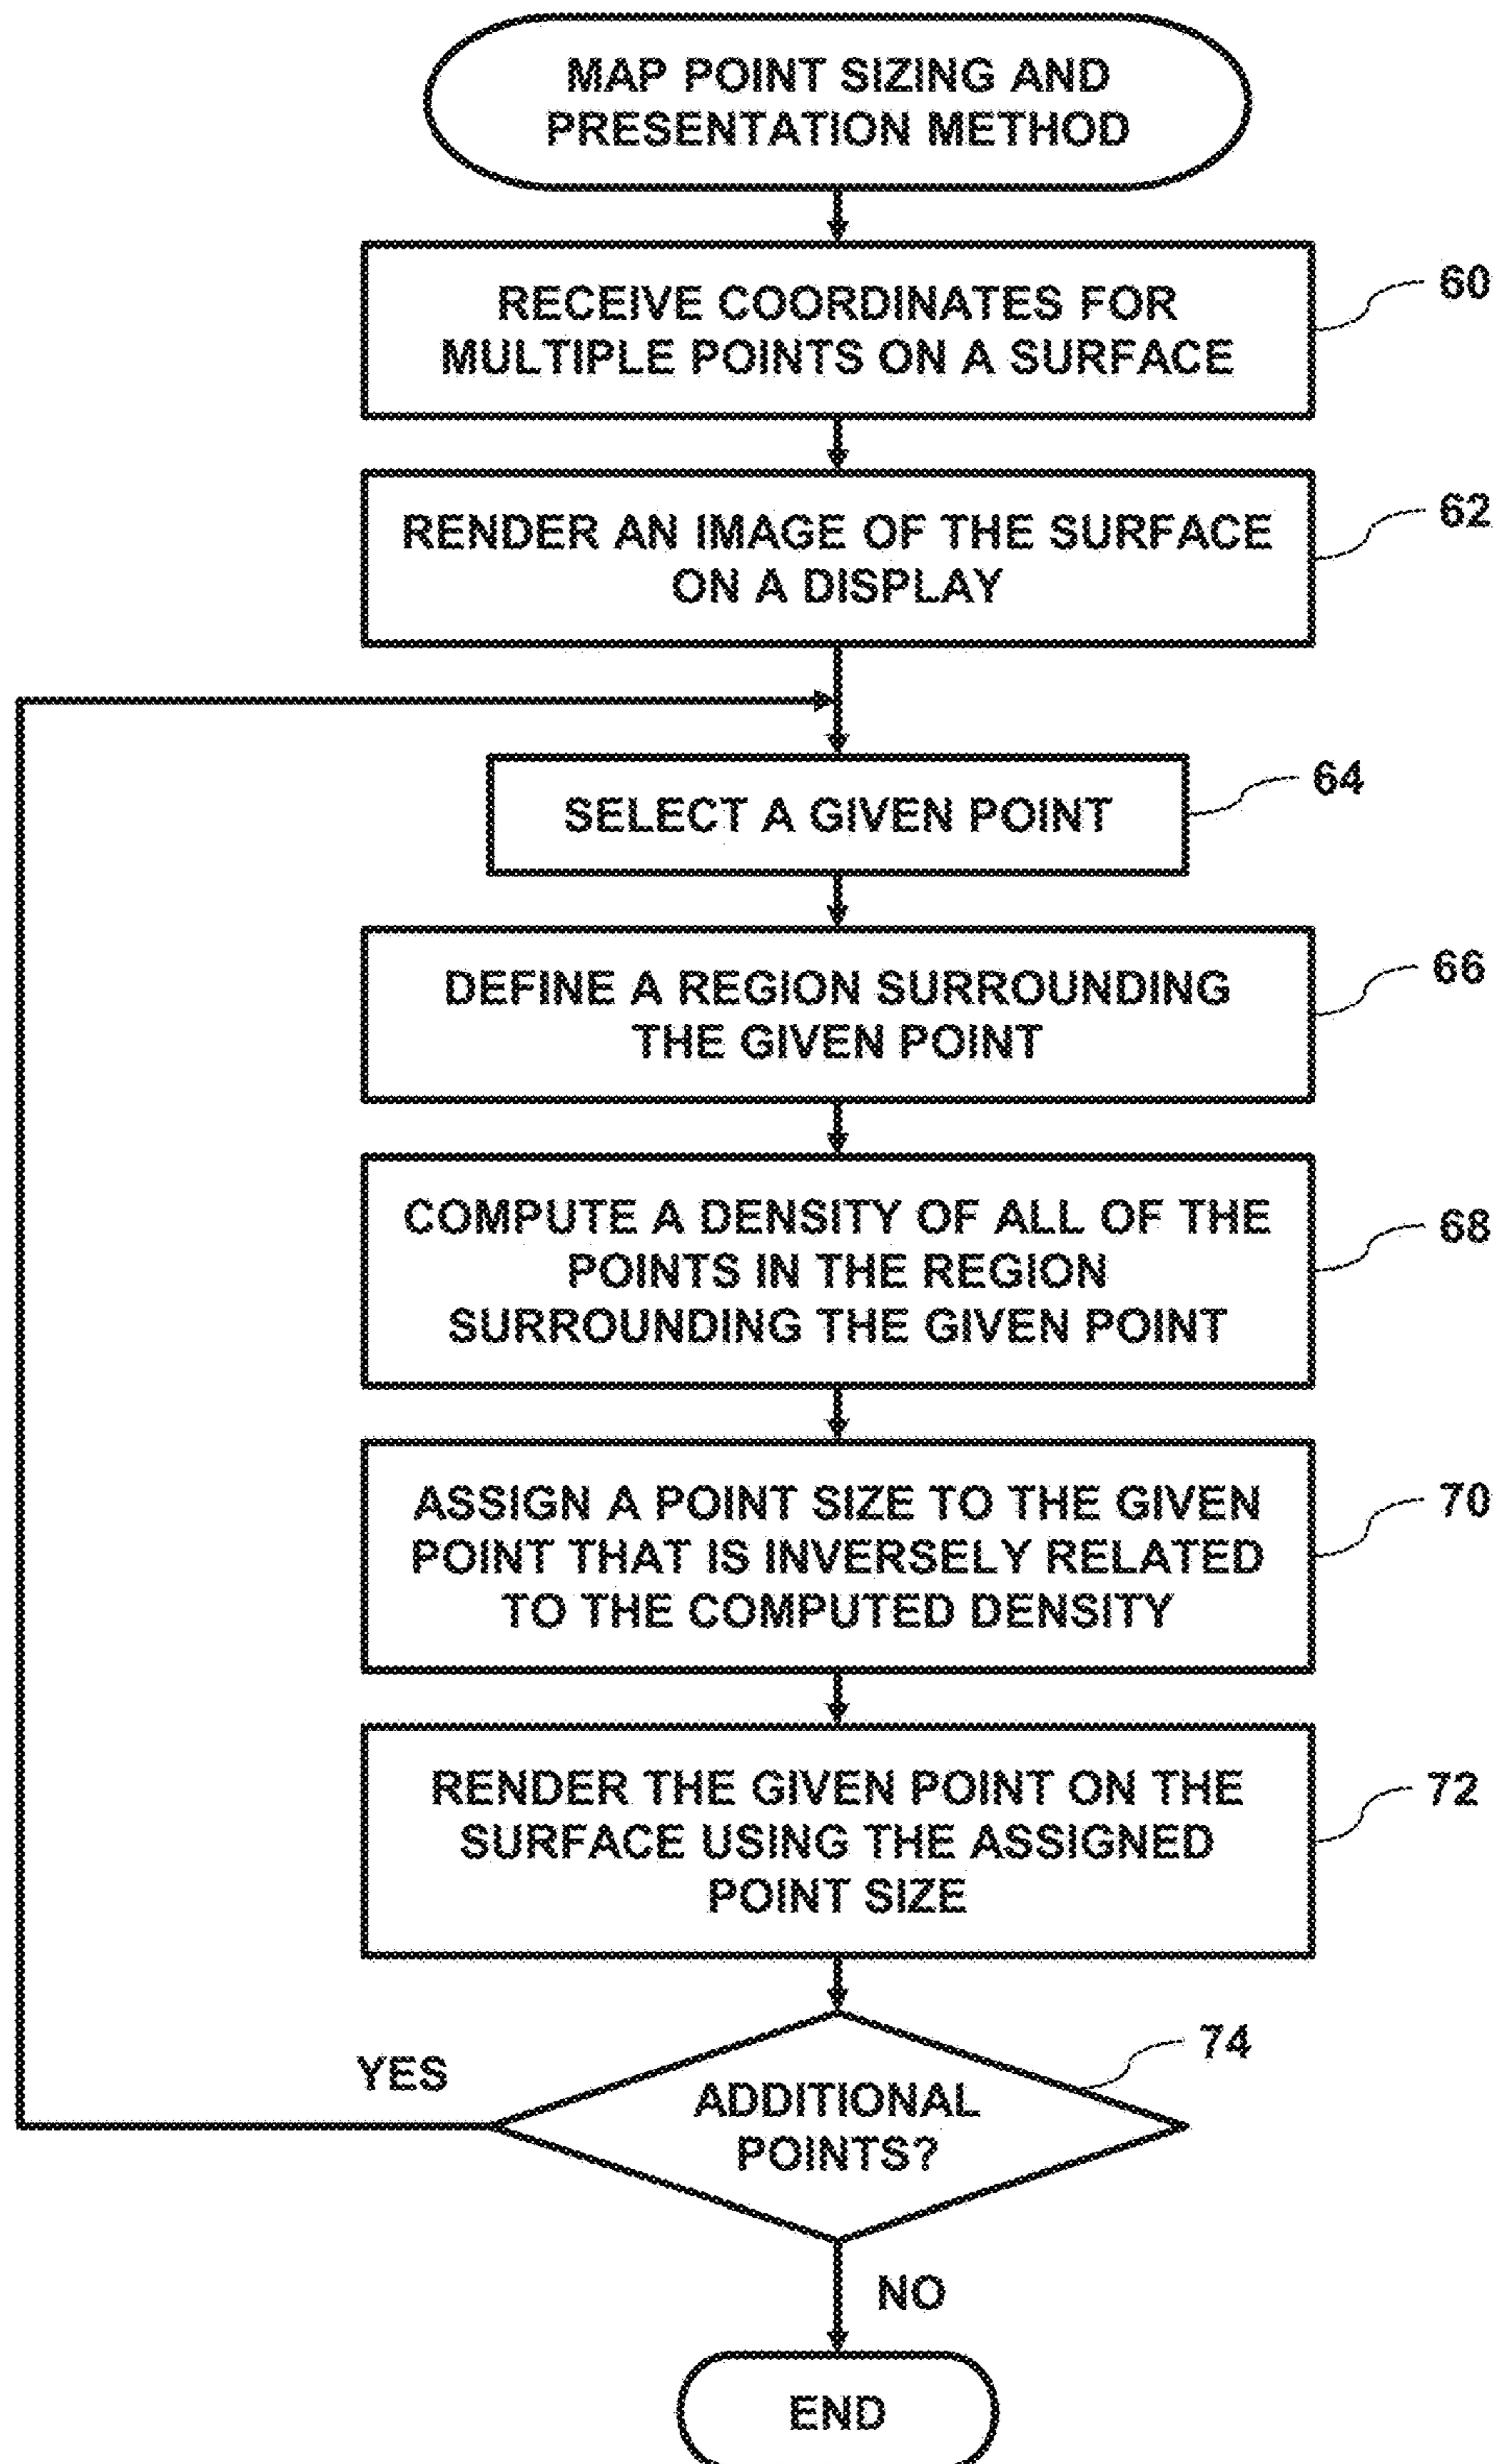 MAP POINT SIZING AND
PRESENTATION METHOD
RECEIVE COORDINATES FOR
MULTIPLE POINTS ON A SURFACE
60
RENDER AN IMAGE OF THE SURFACE
ON A DISPLAY
62
SELECT A GIVEN POINT
64
DEFINE A REGION SURROUNDING
THE GIVEN POINT
66
COMPUTE A DENSITY OF ALL OF THE
POINTS IN THE REGION
SURROUNDING THE GIVEN POINT
68
ASSIGN A POINT SIZE TO THE GIVEN
POINT THAT IS INVERSELY RELATED
TO THE COMPUTED DENSITY
70
RENDER THE GIVEN POINT ON THE
SURFACE USING THE ASSIGNED
POINT SIZE
72
ADDITIONAL
POINTS?
74
YES
NO
END